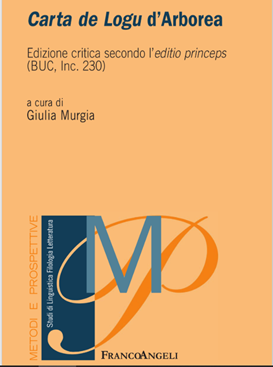 Carta de Logu d'Arborea
Edizione critica secondo l'editio princeps
(BUC, Inc. 230)
a cura di
Giulia Murgia
METODI E PROSPETTIVE
Studi di Linguistica Filologia Letteratura
MP
FRANCOANGELI